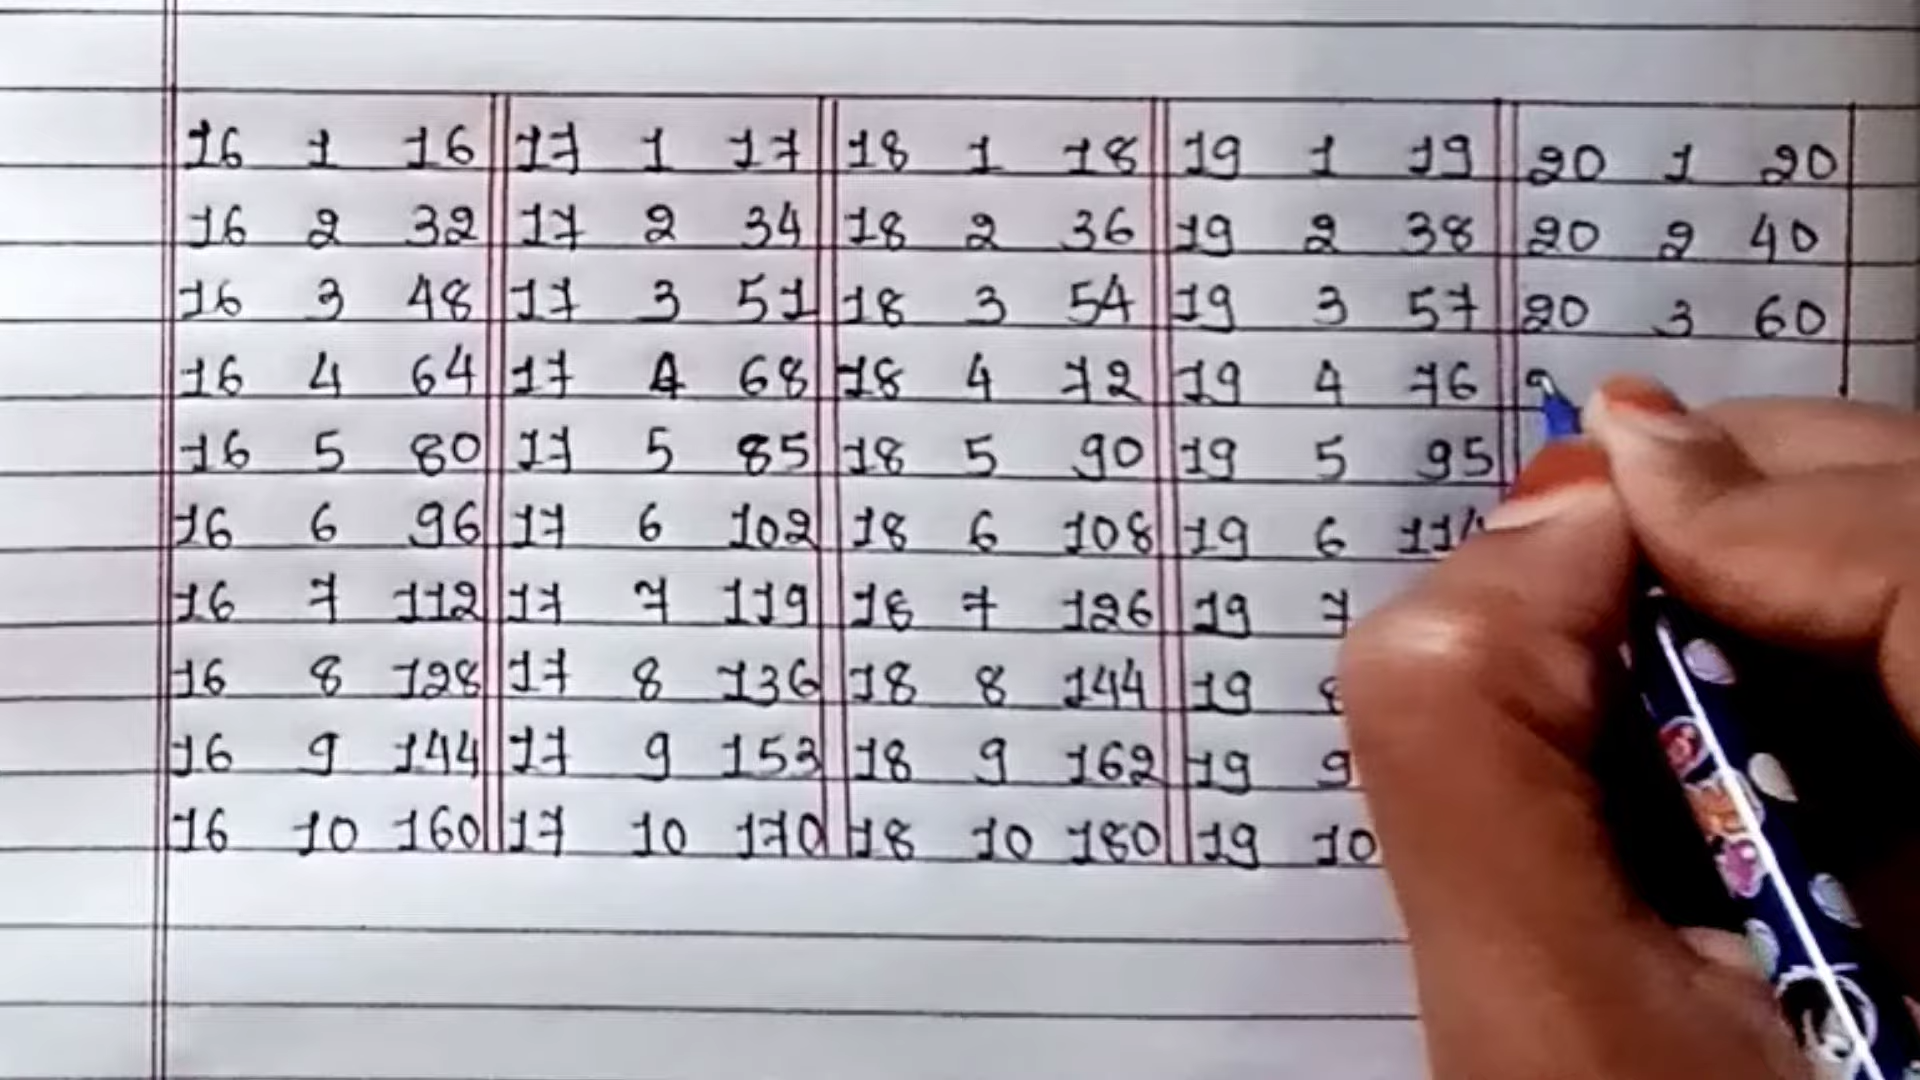 16 1 16 17 1 17 18 1 18 19 1 19 20 1 20
16 2 32 17 2 34 18 2 36 19 2 38 20 2 40
16 3 48 17 3 51 18 3 54 19 3 57 20 3 60
16 4 64 17 4 68 18 4 72 19 4 76
16 5 80 17 5 85 18 5 90 19 5 95
16 6 96 17 6 102 18 6 108 19 6 114
16 7 112 17 7 119 18 7 126 19 7
16 8 128 17 8 136 18 8 144 19 8
16 9 144 17 9 153 18 9 162 19 9
16 10 160 17 10 170 18 10 180 19 10